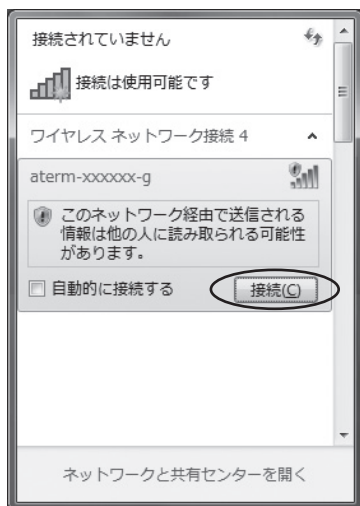 接続されていません
接続は使用可能です
ワイヤレス ネットワーク接続 4
aterm-xxxxxx-g
このネットワーク経由で送信される
情報は他の人に読み取られる可能性
があります。
自動的に接続する
接続(C)
ネットワークと共有センターを開く